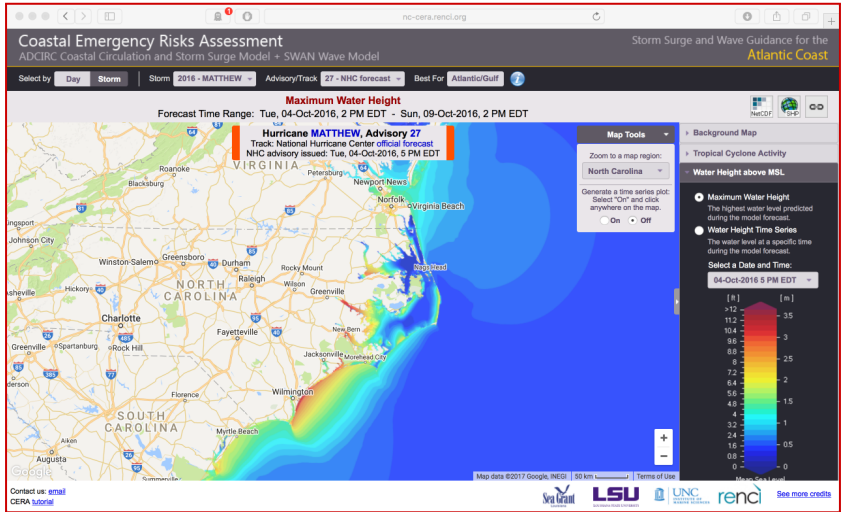 nc-cera.renci.org
Coastal Emergency Risks Assessment
ADCIRC Coastal Circulation and Storm Surge Model + SWAN Wave Model
Storm Surge and Wave Guidance for the
Atlantic Coast
Select by Day Storm Storm 2016 - MATTHEW Advisory/Track 27 - NHC forecast Best For Atlantic/Gulf
Maximum Water Height
Forecast Time Range: Tue, 04-Oct-2016, 2 PM EDT - Sun, 09-Oct-2016, 2 PM EDT
NetCDF SHP
Hurricane MATTHEW, Advisory 27
Track: National Hurricane Center official forecast
NHC advisory issued: Tue, 04-Oct-2016, 5 PM EDT
Map Tools
Zoom to a map region:
North Carolina
Generate a time series plot:
Select "On" and click
anywhere on the map.
On Off
Background Map
Tropical Cyclone Activity
Water Height above MSL
Maximum Water Height
The highest water level predicted
during the model forecast.
Water Height Time Series
The water level at a specific time
during the model forecast.
Select a Date and Time:
04-Oct-2016 5 PM EDT
[ ft ] [ m ]
>12
11.2
10.4
9.6
8.8
8
7.2
6.4
5.6
4.8
4
3.2
2.4
1.6
0.8
0
3.5
3
2.5
2
1.5
1
0.5
0
Mean Sea Level
Roanoke
Blacksburg
VIRGINIA
Petersburg
Newport News
Norfolk
Virginia Beach
ingsport
Johnson City
Winston-Salem
Greensboro
Durham
Rocky Mount
Nags Head
Raleigh
Wilson
Greenville
sheville
Hickory
NORTH
CAROLINA
Charlotte
Fayetteville
New Bern
Greenville
Spartanburg
Rock Hill
Jacksonville
Morehead City
derson
Florence
Wilmington
SOUTH
CAROLINA
Myrtle Beach
Aiken
Augusta
Summerville
Google
Map data ©2017 Google, INEGI 50 km Terms of Use
Contact us: email
CERA tutorial
Sea Grant
LSU
UNC
renci
See more credits